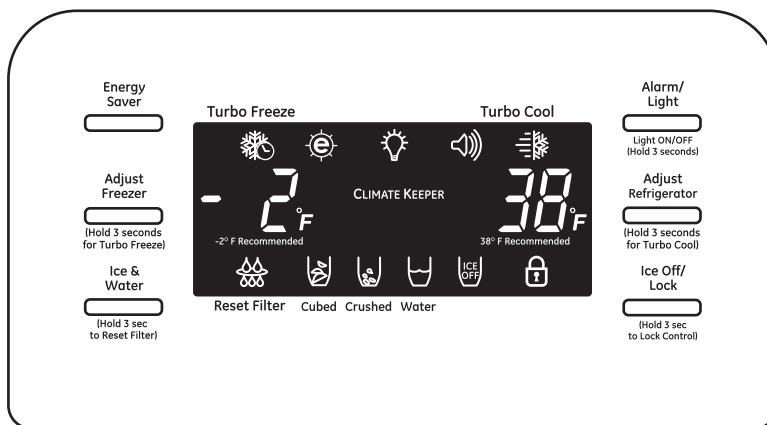 Energy
Saver
Adjust
Freezer
(Hold 3 seconds
for Turbo Freeze)
Ice &
Water
(Hold 3 sec
to Reset Filter)
Turbo Freeze
Turbo Cool
e
-2°F
CLIMATE KEEPER
38°F
-2° F Recommended
38° F Recommended
ICE
OFF
Reset Filter
Cubed
Crushed
Water
Alarm/
Light
Light ON/OFF
(Hold 3 seconds)
Adjust
Refrigerator
(Hold 3 seconds
for Turbo Cool)
Ice Off/
Lock
(Hold 3 sec
to Lock Control)